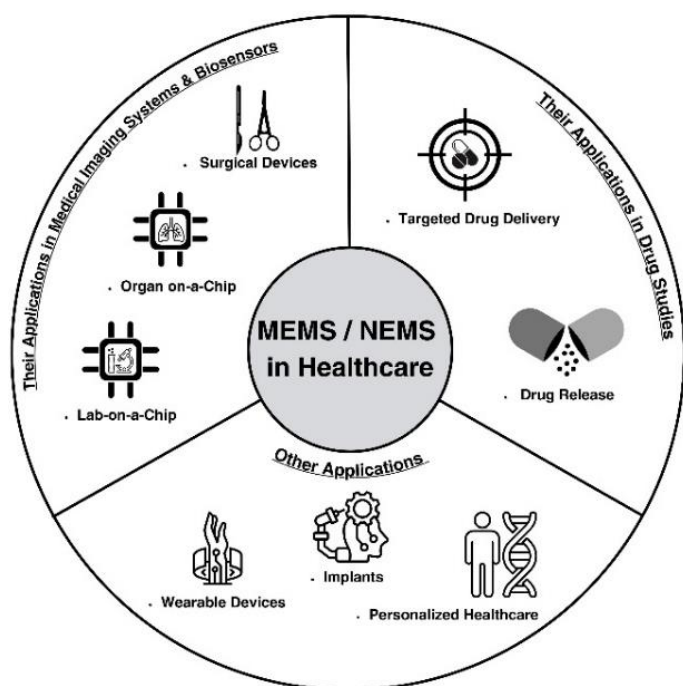 Their Applications in Medical Imaging Systems & Biosensors
. Surgical Devices
. Organ on-a-Chip
. Lab-on-a-Chip
Their Applications in Drug Studies
. Targeted Drug Delivery
. Drug Release
MEMS / NEMS
in Healthcare
Other Applications
. Wearable Devices
. Implants
. Personalized Healthcare